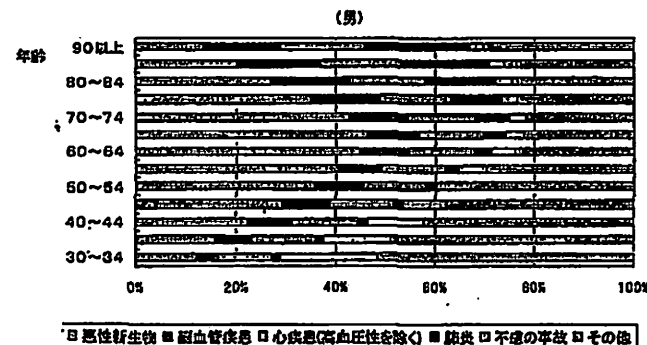 (男)
年齢
90以上
80～84
70～74
60～64
50～54
40～44
30～34
0% 20% 40% 60% 80% 100%
悪性新生物 脳血管疾患 心疾患(高血圧性を除く) 肺炎 不慮の事故 その他